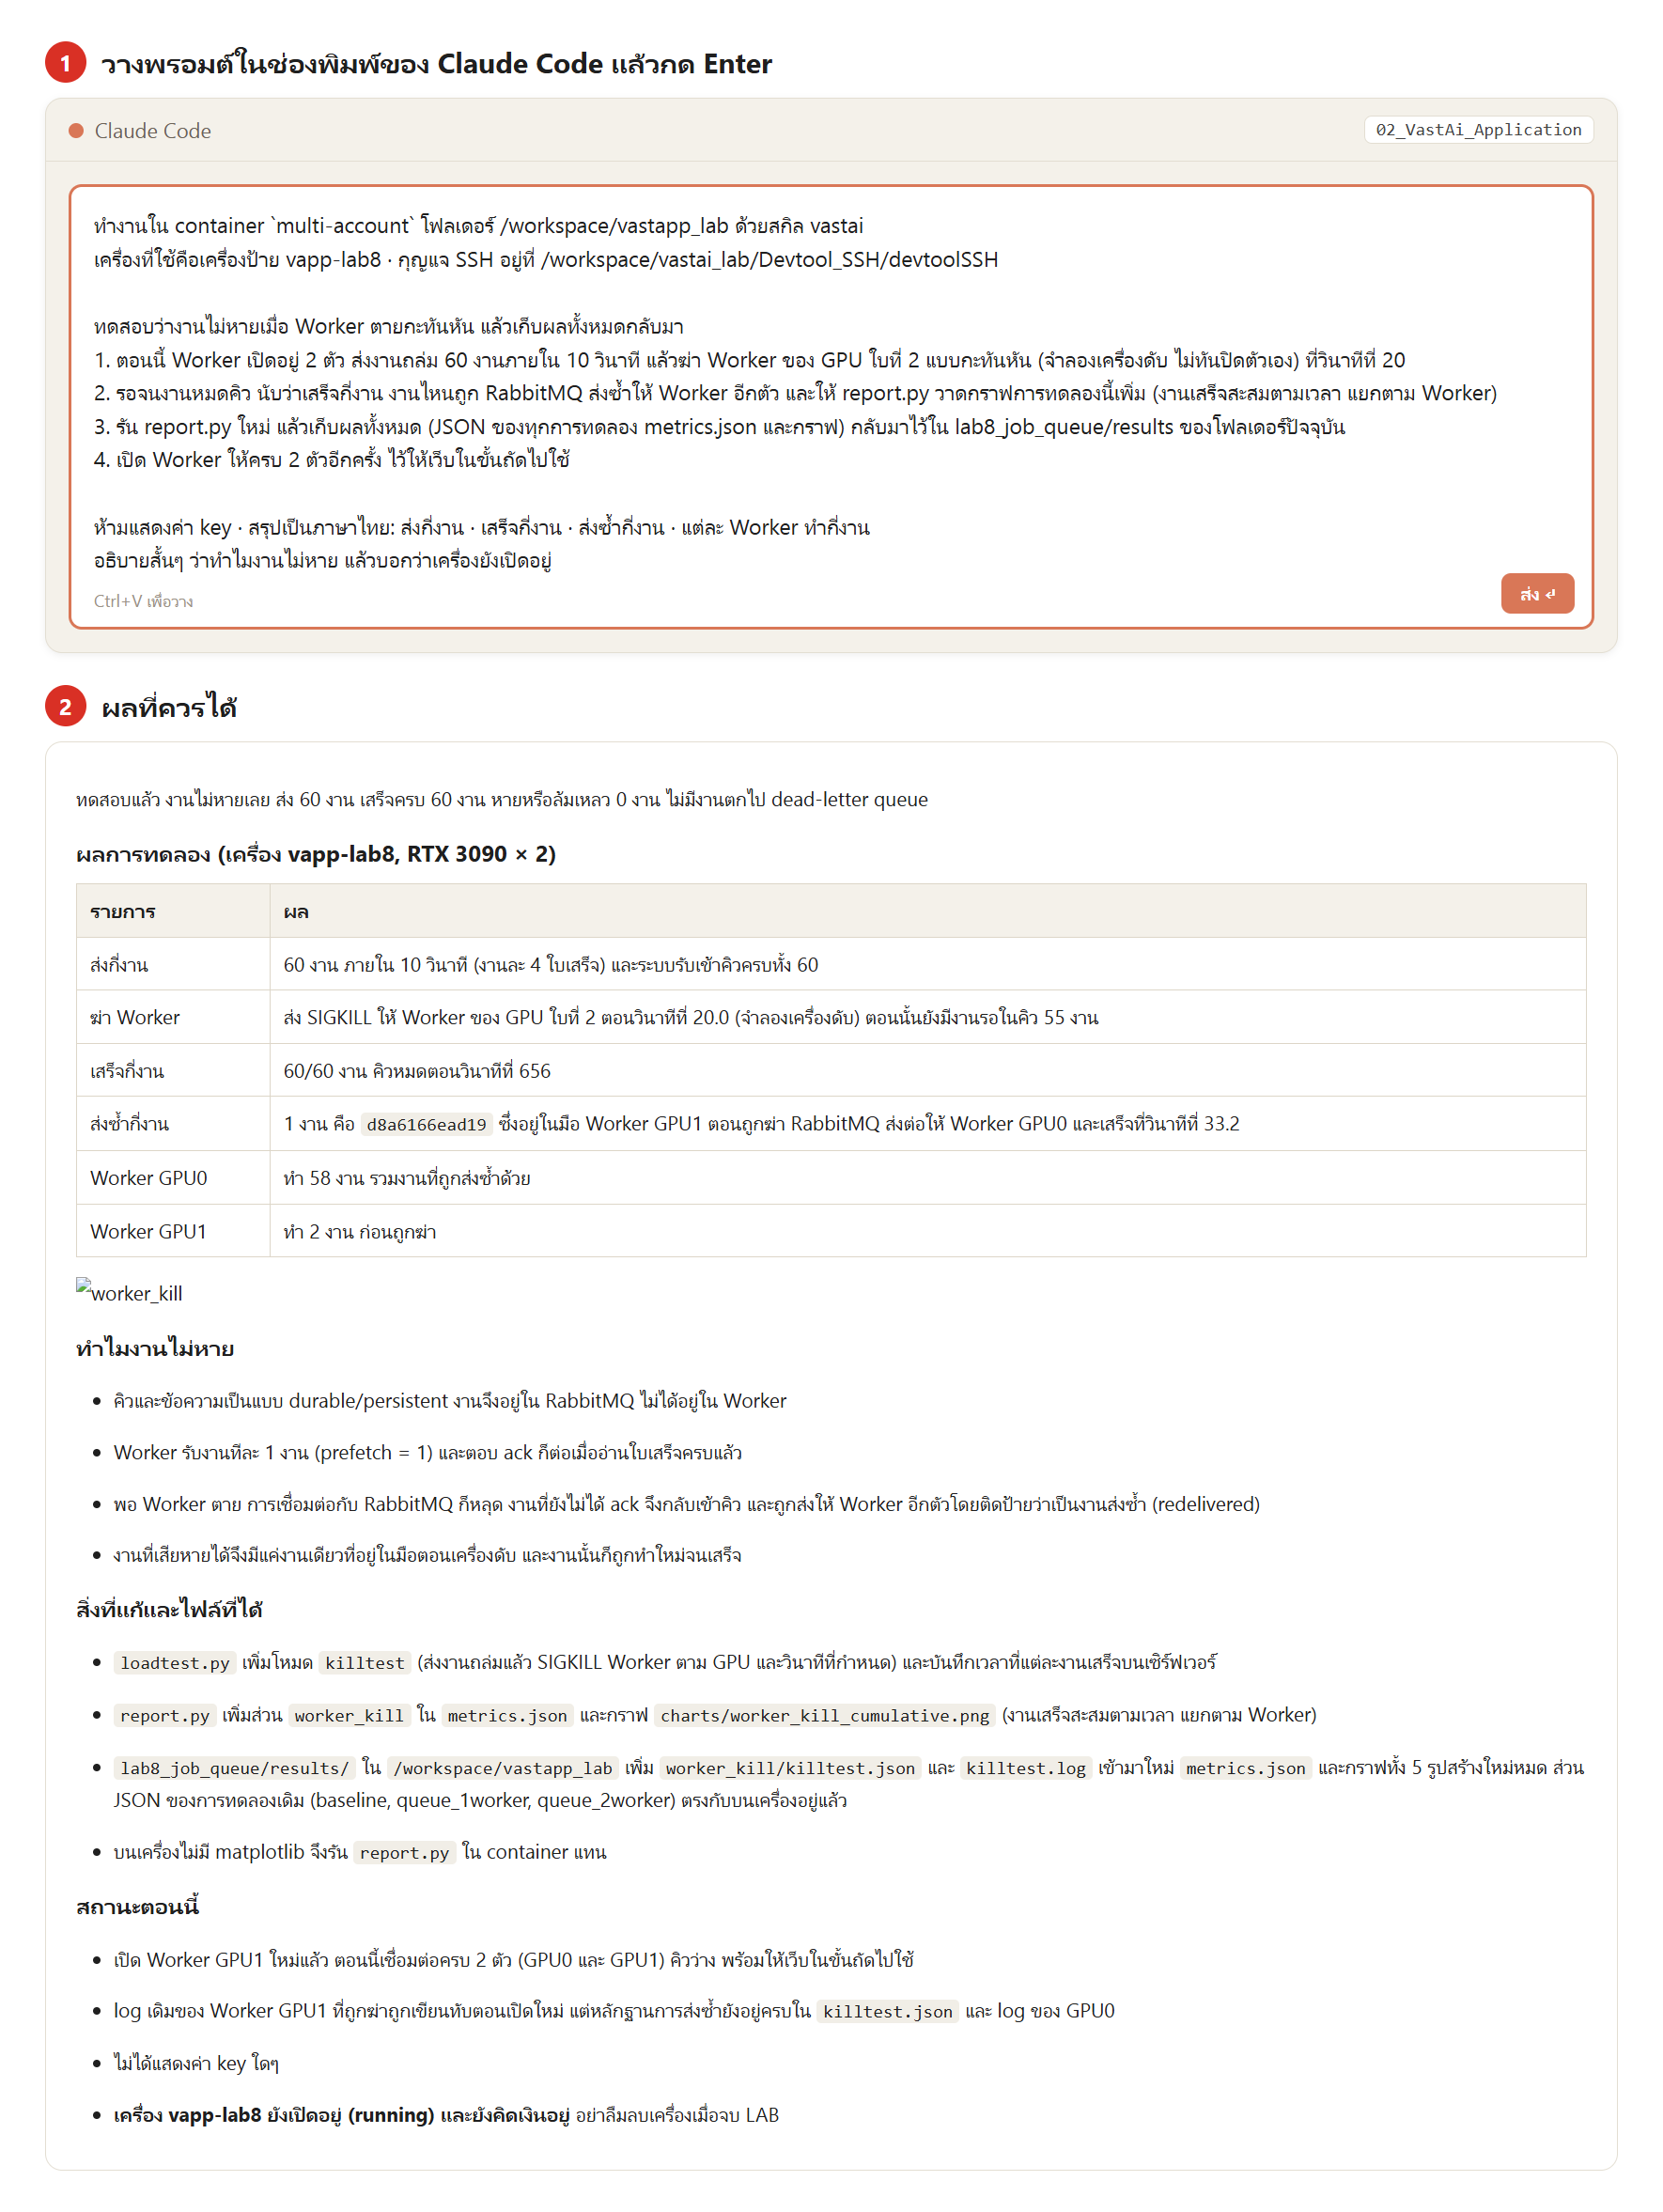 1 วางพรอมต์ในช่องพิมพ์ของ Claude Code แล้วกด Enter
Claude Code
02_VastAi_Application
ทำงานใน container `multi-account` โฟลเดอร์ /workspace/vastapp_lab ด้วยสกิล vastai
เครื่องที่ใช้คือเครื่องป้าย vapp-lab8 · กุญแจ SSH อยู่ที่ /workspace/vastai_lab/Devtool_SSH/devtoolSSH
ทดสอบว่างานไม่หายเมื่อ Worker ตายกะทันหัน แล้วเก็บผลทั้งหมดกลับมา
1. ตอนนี้ Worker เปิดอยู่ 2 ตัว ส่งงานถล่ม 60 งานภายใน 10 วินาที แล้วฆ่า Worker ของ GPU ใบที่ 2 แบบกะทันหัน (จำลองเครื่องดับ ไม่ทันปิดตัวเอง) ที่วินาทีที่ 20
2. รอจนงานหมดคิว นับว่าเสร็จกี่งาน งานไหนถูก RabbitMQ ส่งซ้ำให้ Worker อีกตัว และให้ report.py วาดกราฟการทดลองนี้เพิ่ม (งานเสร็จสะสมตามเวลา แยกตาม Worker)
3. รัน report.py ใหม่ แล้วเก็บผลทั้งหมด (JSON ของทุกการทดลอง metrics.json และกราฟ) กลับมาไว้ใน lab8_job_queue/results ของโฟลเดอร์ปัจจุบัน
4. เปิด Worker ให้ครบ 2 ตัวอีกครั้ง ไว้ให้เว็บในขั้นถัดไปใช้
ห้ามแสดงค่า key · สรุปเป็นภาษาไทย: ส่งกี่งาน · เสร็จกี่งาน · ส่งซ้ำกี่งาน · แต่ละ Worker ทำกี่งาน
อธิบายสั้นๆ ว่าทำไมงานไม่หาย แล้วบอกว่าเครื่องยังเปิดอยู่
Ctrl+V เพื่อวาง
ส่ง ⏎
2 ผลที่ควรได้
ทดสอบแล้ว งานไม่หายเลย ส่ง 60 งาน เสร็จครบ 60 งาน หายหรือล้มเหลว 0 งาน ไม่มีงานตกไป dead-letter queue
ผลการทดลอง (เครื่อง vapp-lab8, RTX 3090 × 2)
รายการ ผล
ส่งกี่งาน 60 งาน ภายใน 10 วินาที (งานละ 4 ใบเสร็จ) และระบบรับเข้าคิวครบทั้ง 60
ฆ่า Worker ส่ง SIGKILL ให้ Worker ของ GPU ใบที่ 2 ตอนวินาทีที่ 20.0 (จำลองเครื่องดับ) ตอนนั้นยังมีงานรอในคิว 55 งาน
เสร็จกี่งาน 60/60 งาน คิวหมดตอนวินาทีที่ 656
ส่งซ้ำกี่งาน 1 งาน คือ d8a6166ead19 ซึ่งอยู่ในมือ Worker GPU1 ตอนถูกฆ่า RabbitMQ ส่งต่อให้ Worker GPU0 และเสร็จที่วินาทีที่ 33.2
Worker GPU0 ทำ 58 งาน รวมงานที่ถูกส่งซ้ำด้วย
Worker GPU1 ทำ 2 งาน ก่อนถูกฆ่า
worker_kill
ทำไมงานไม่หาย
• คิวและข้อความเป็นแบบ durable/persistent งานจึงอยู่ใน RabbitMQ ไม่ได้อยู่ใน Worker
• Worker รับงานทีละ 1 งาน (prefetch = 1) และตอบ ack ก็ต่อเมื่ออ่านใบเสร็จครบแล้ว
• พอ Worker ตาย การเชื่อมต่อกับ RabbitMQ ก็หลุด งานที่ยังไม่ได้ ack จึงกลับเข้าคิว และถูกส่งให้ Worker อีกตัวโดยติดป้ายว่าเป็นงานส่งซ้ำ (redelivered)
• งานที่เสียหายได้จึงมีแค่งานเดียวที่อยู่ในมือตอนเครื่องดับ และงานนั้นก็ถูกทำใหม่จนเสร็จ
สิ่งที่แก้และไฟล์ที่ได้
• loadtest.py เพิ่มโหมด killtest (ส่งงานถล่มแล้ว SIGKILL Worker ตาม GPU และวินาทีที่กำหนด) และบันทึกเวลาที่แต่ละงานเสร็จบนเซิร์ฟเวอร์
• report.py เพิ่มส่วน worker_kill ใน metrics.json และกราฟ charts/worker_kill_cumulative.png (งานเสร็จสะสมตามเวลา แยกตาม Worker)
• lab8_job_queue/results/ ใน /workspace/vastapp_lab เพิ่ม worker_kill/killtest.json และ killtest.log เข้ามาใหม่ metrics.json และกราฟทั้ง 5 รูปสร้างใหม่หมด ส่วน
JSON ของการทดลองเดิม (baseline, queue_1worker, queue_2worker) ตรงกับบนเครื่องอยู่แล้ว
• บนเครื่องไม่มี matplotlib จึงรัน report.py ใน container แทน
สถานะตอนนี้
• เปิด Worker GPU1 ใหม่แล้ว ตอนนี้เชื่อมต่อครบ 2 ตัว (GPU0 และ GPU1) คิวว่าง พร้อมให้เว็บในขั้นถัดไปใช้
• log เดิมของ Worker GPU1 ที่ถูกฆ่าถูกเขียนทับตอนเปิดใหม่ แต่หลักฐานการส่งซ้ำยังอยู่ครบใน killtest.json และ log ของ GPU0
• ไม่ได้แสดงค่า key ใดๆ
• เครื่อง vapp-lab8 ยังเปิดอยู่ (running) และยังคิดเงินอยู่ อย่าลืมลบเครื่องเมื่อจบ LAB